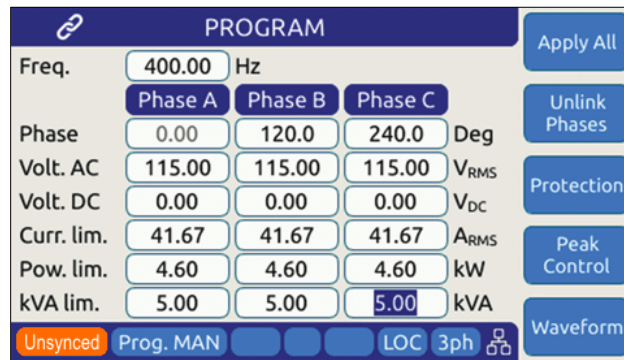 PROGRAM
Apply All
Freq. 400.00 Hz
Phase A Phase B Phase C
Unlink
Phases
Phase 0.00 120.0 240.0 Deg
Volt. AC 115.00 115.00 115.00 VRMS
Protection
Volt. DC 0.00 0.00 0.00 VDC
Curr. lim. 41.67 41.67 41.67 ARMS
Peak
Control
Pow. lim. 4.60 4.60 4.60 kW
kVA lim. 5.00 5.00 5.00 kVA
Waveform
Unsynced Prog. MAN LOC 3ph